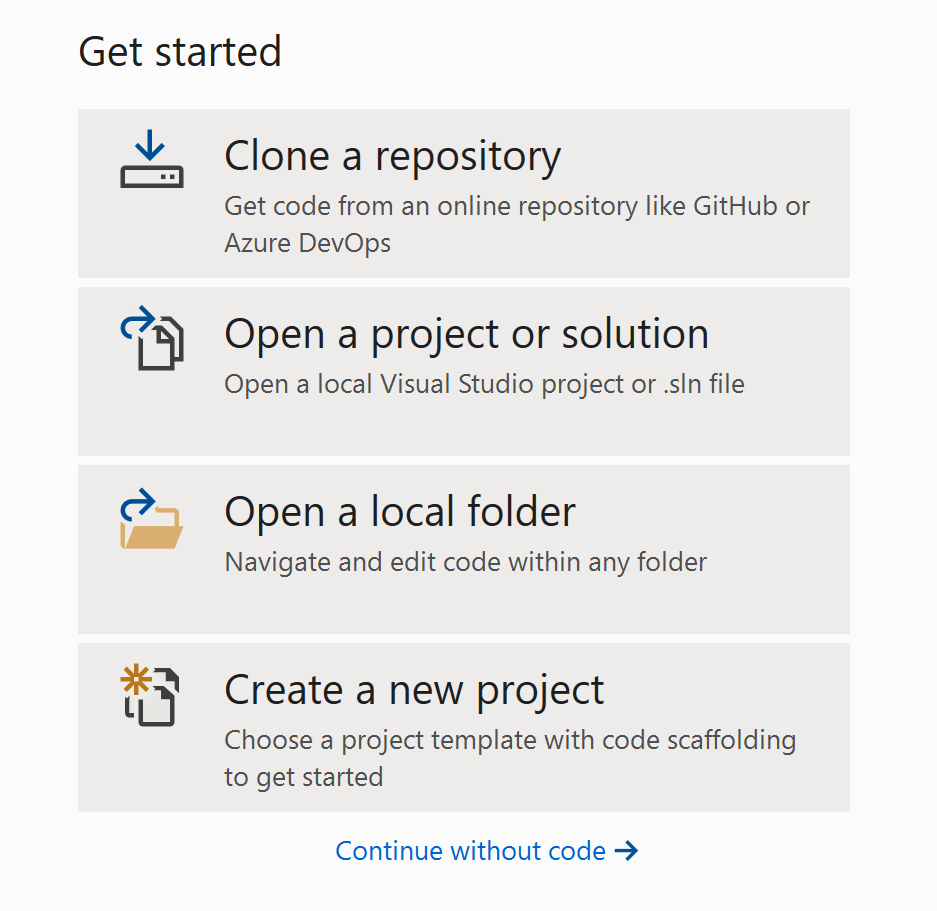 Get started
Clone a repository
Get code from an online repository like GitHub or
Azure DevOps
Open a project or solution
Open a local Visual Studio project or .sln file
Open a local folder
Navigate and edit code within any folder
Create a new project
Choose a project template with code scaffolding
to get started
Continue without code →